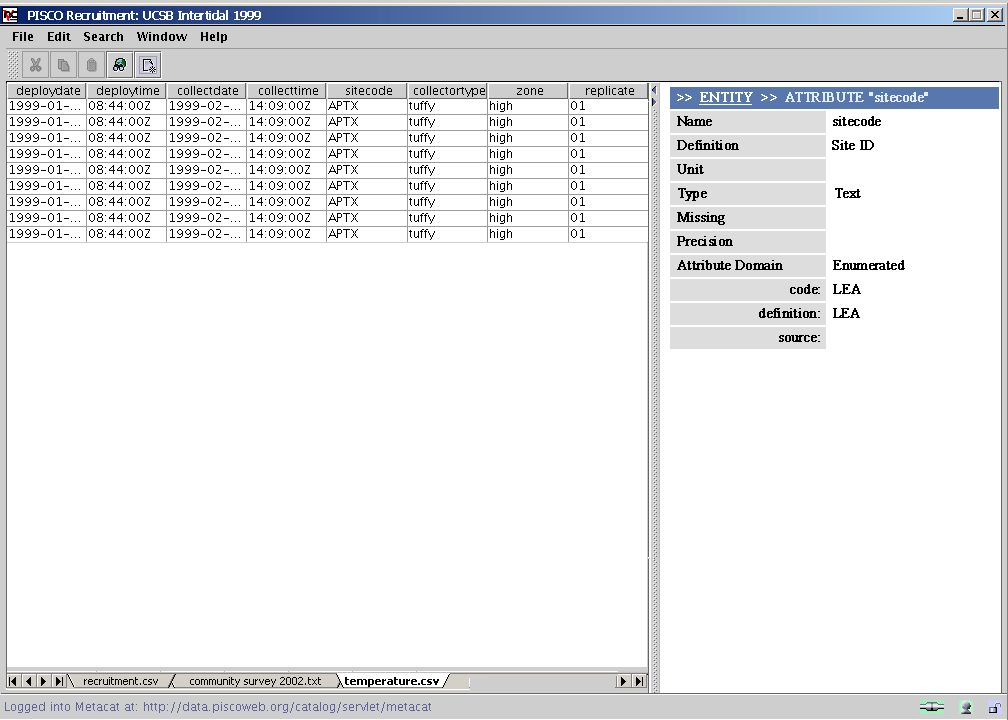 PISCO Recruitment: UCSB Intertidal 1999
File Edit Search Window Help
deploydate deploytime collectdate collecttime sitecode collectortype zone replicate
1999-01-... 08:44:00Z 1999-02-... 14:09:00Z APTX tuffy high 01
1999-01-... 08:44:00Z 1999-02-... 14:09:00Z APTX tuffy high 01
1999-01-... 08:44:00Z 1999-02-... 14:09:00Z APTX tuffy high 01
1999-01-... 08:44:00Z 1999-02-... 14:09:00Z APTX tuffy high 01
1999-01-... 08:44:00Z 1999-02-... 14:09:00Z APTX tuffy high 01
1999-01-... 08:44:00Z 1999-02-... 14:09:00Z APTX tuffy high 01
1999-01-... 08:44:00Z 1999-02-... 14:09:00Z APTX tuffy high 01
1999-01-... 08:44:00Z 1999-02-... 14:09:00Z APTX tuffy high 01
1999-01-... 08:44:00Z 1999-02-... 14:09:00Z APTX tuffy high 01
>> ENTITY >> ATTRIBUTE "sitecode"
Name sitecode
Definition Site ID
Unit
Type Text
Missing
Precision
Attribute Domain Enumerated
code: LEA
definition: LEA
source:
recruitment.csv community survey 2002.txt temperature.csv
Logged into Metacat at: http://data.piscoweb.org/catalog/servlet/metacat